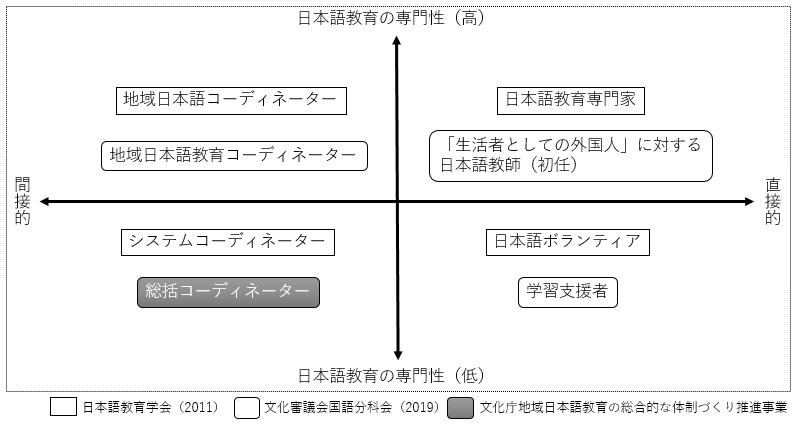 日本語教育の専門性（高）
地域日本語コーディネーター
日本語教育専門家
地域日本語教育コーディネーター
「生活者としての外国人」に対する
日本語教師（初任）
間接的
直接的
システムコーディネーター
日本語ボランティア
総括コーディネーター
学習支援者
日本語教育の専門性（低）
日本語教育学会（2011）
文化審議会国語分科会（2019）
文化庁地域日本語教育の総合的な体制づくり推進事業